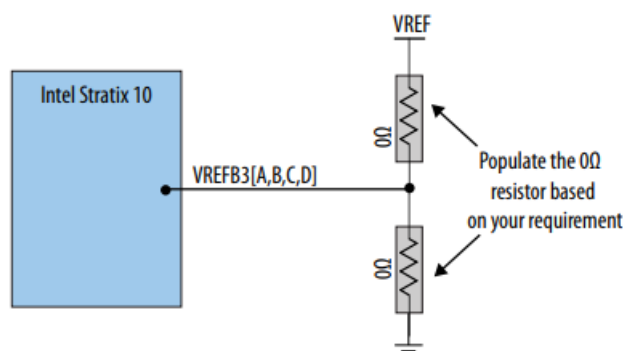 VREF
Intel Stratix 10
0Ω
VREFB3[A,B,C,D]
Populate the 0Ω
resistor based
on your requirement
0Ω